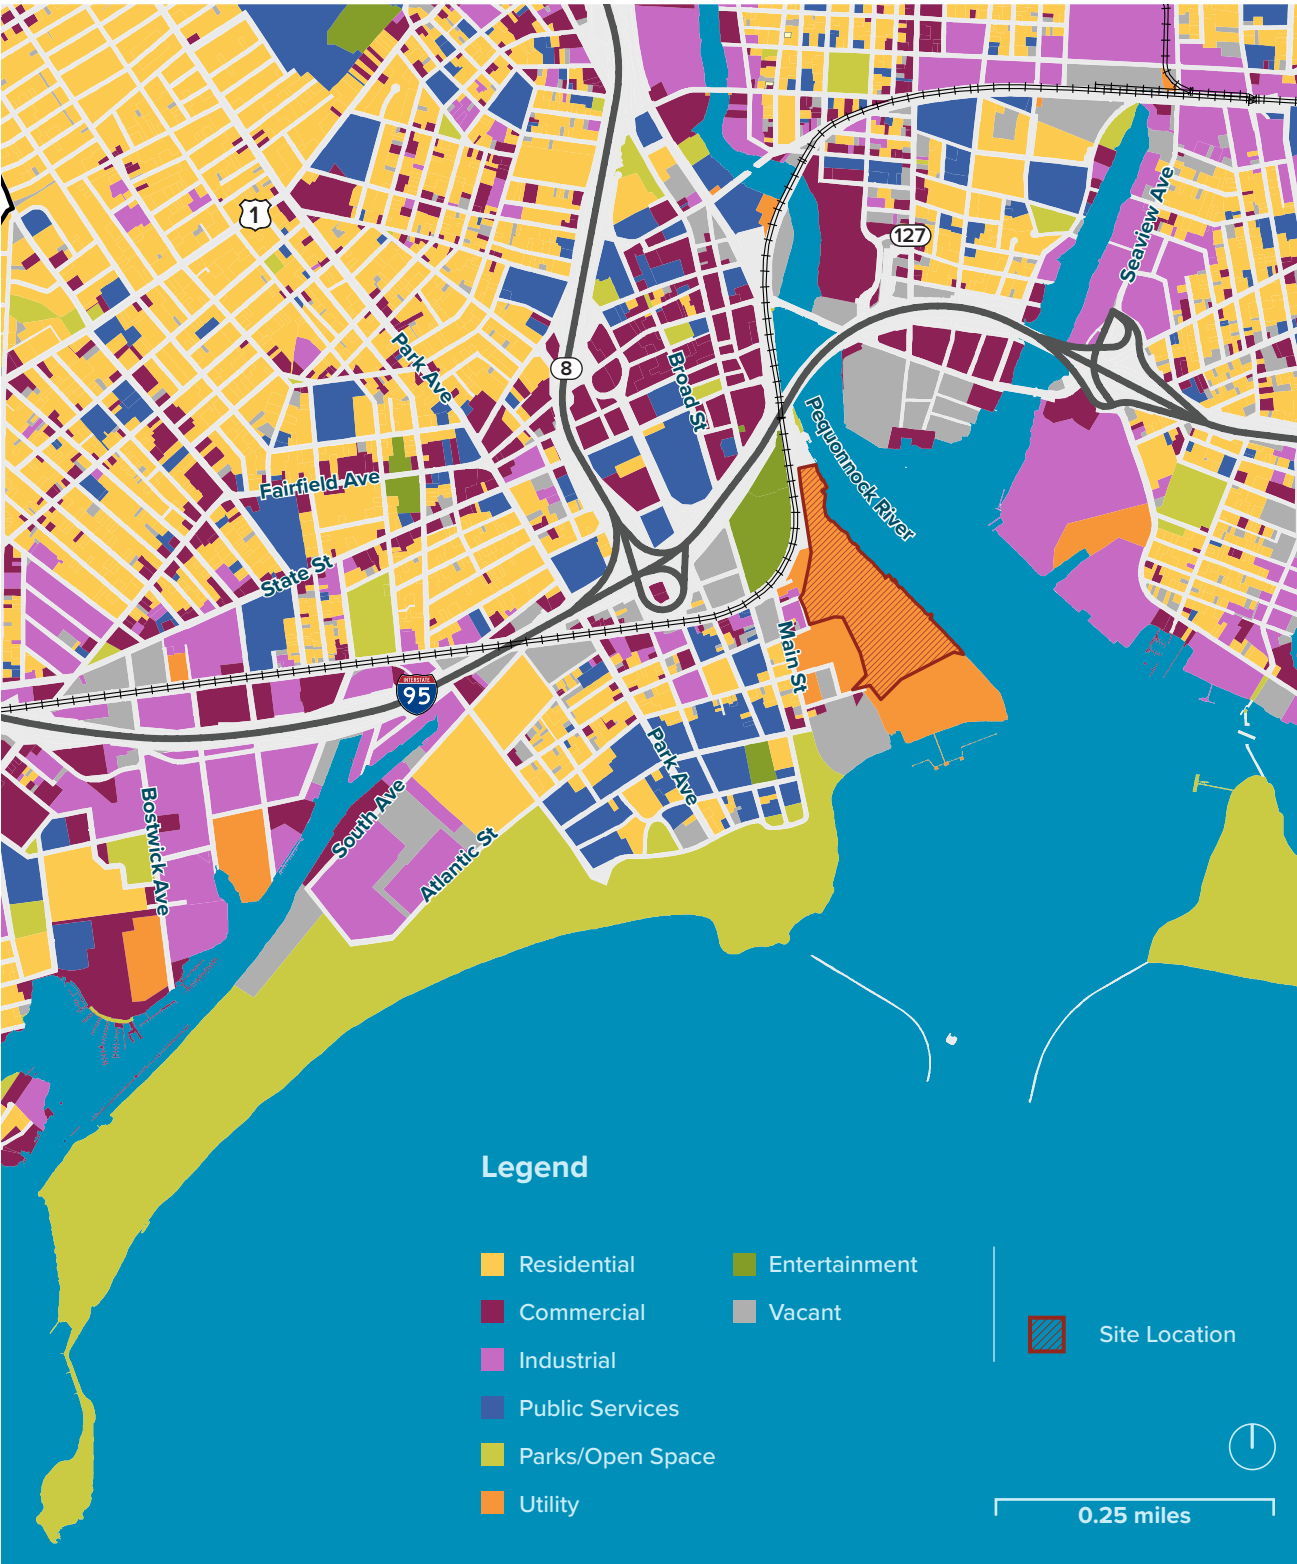 1
127
Seaview Ave
Park Ave
8
Broad St
Pequonnock River
Fairfield Ave
State St
Main St
INTERSTATE
95
Park Ave
South Ave
Bostwick Ave
Atlantic St
Legend
Residential
Entertainment
Commercial
Vacant
Site Location
Industrial
Public Services
Parks/Open Space
Utility
0.25 miles